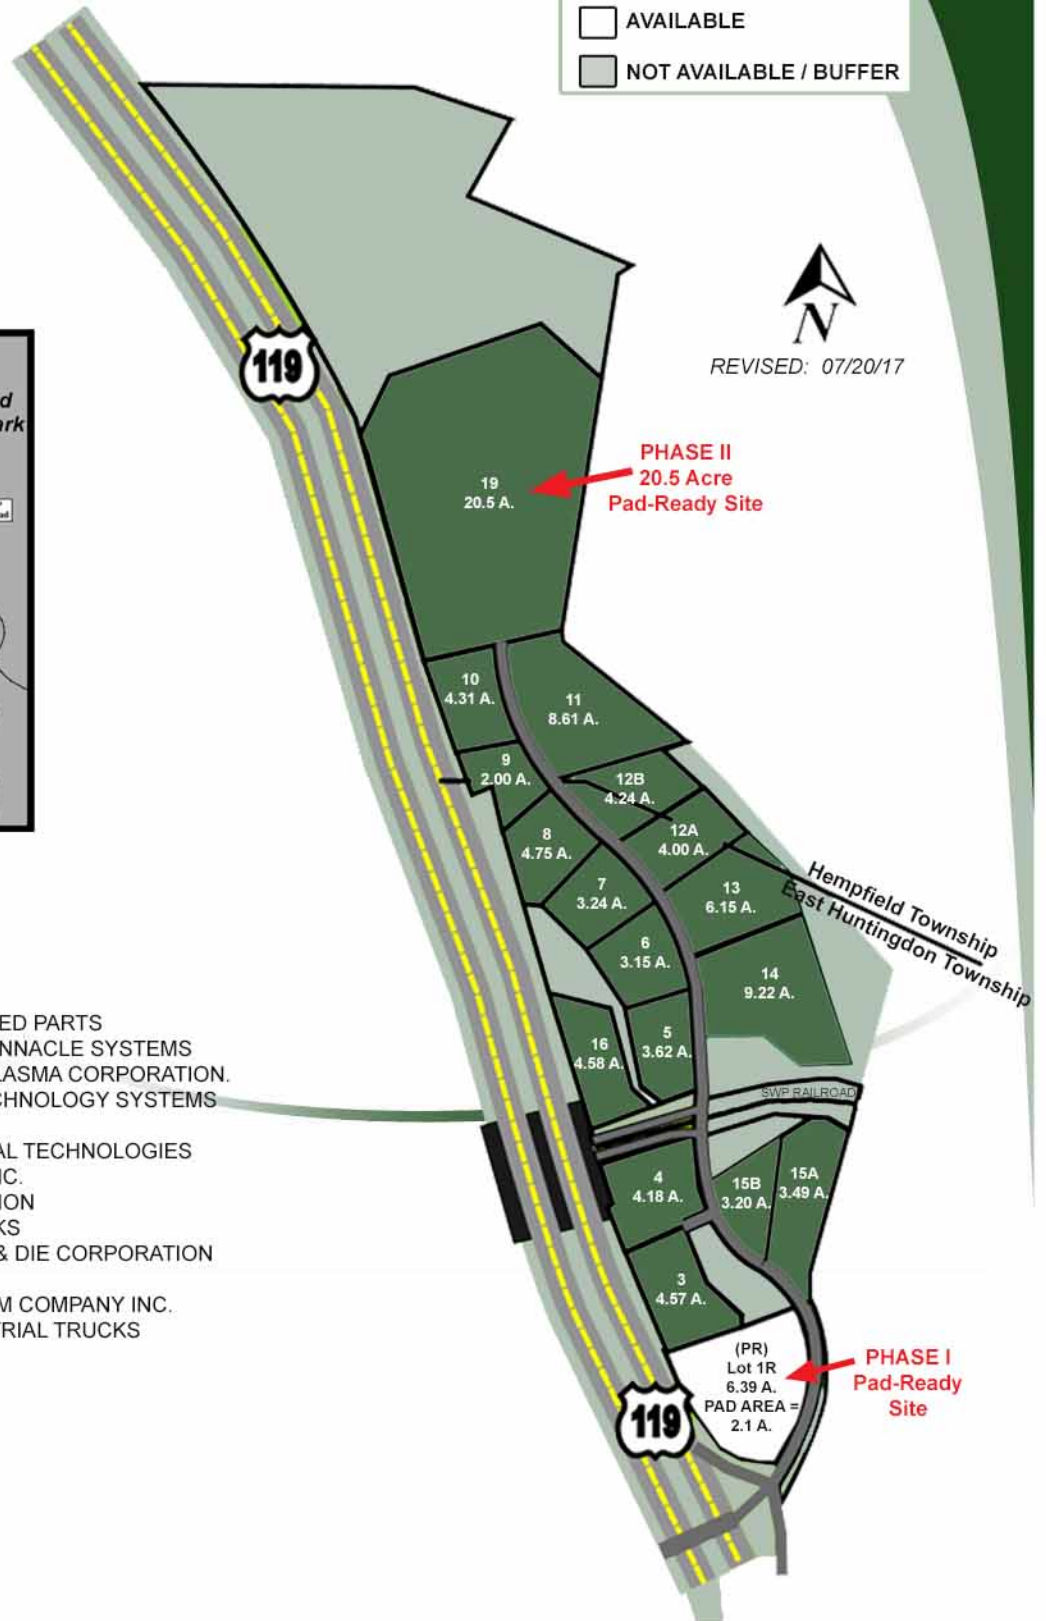 AVAILABLE
NOT AVAILABLE / BUFFER
N
REVISED: 07/20/17
119
PHASE II
20.5 Acre
Pad-Ready Site
19
20.5 A.
10
4.31 A.
11
8.61 A.
9
2.00 A.
12B
4.24 A.
12A
4.00 A.
8
4.75 A.
7
3.24 A.
13
6.15 A.
Hempfield Township
East Huntingdon Township
6
3.15 A.
14
9.22 A.
5
3.62 A.
16
4.58 A.
SWP RAILROAD
ED PARTS
NNACLE SYSTEMS
LASMA CORPORATION.
CHNOLOGY SYSTEMS
AL TECHNOLOGIES
C.
ION
KS
& DIE CORPORATION
M COMPANY INC.
TRIAL TRUCKS
4
4.18 A.
15B
3.20 A.
15A
3.49 A.
3
4.57 A.
(PR)
Lot 1R
6.39 A.
PAD AREA =
2.1 A.
PHASE I
Pad-Ready
Site
119